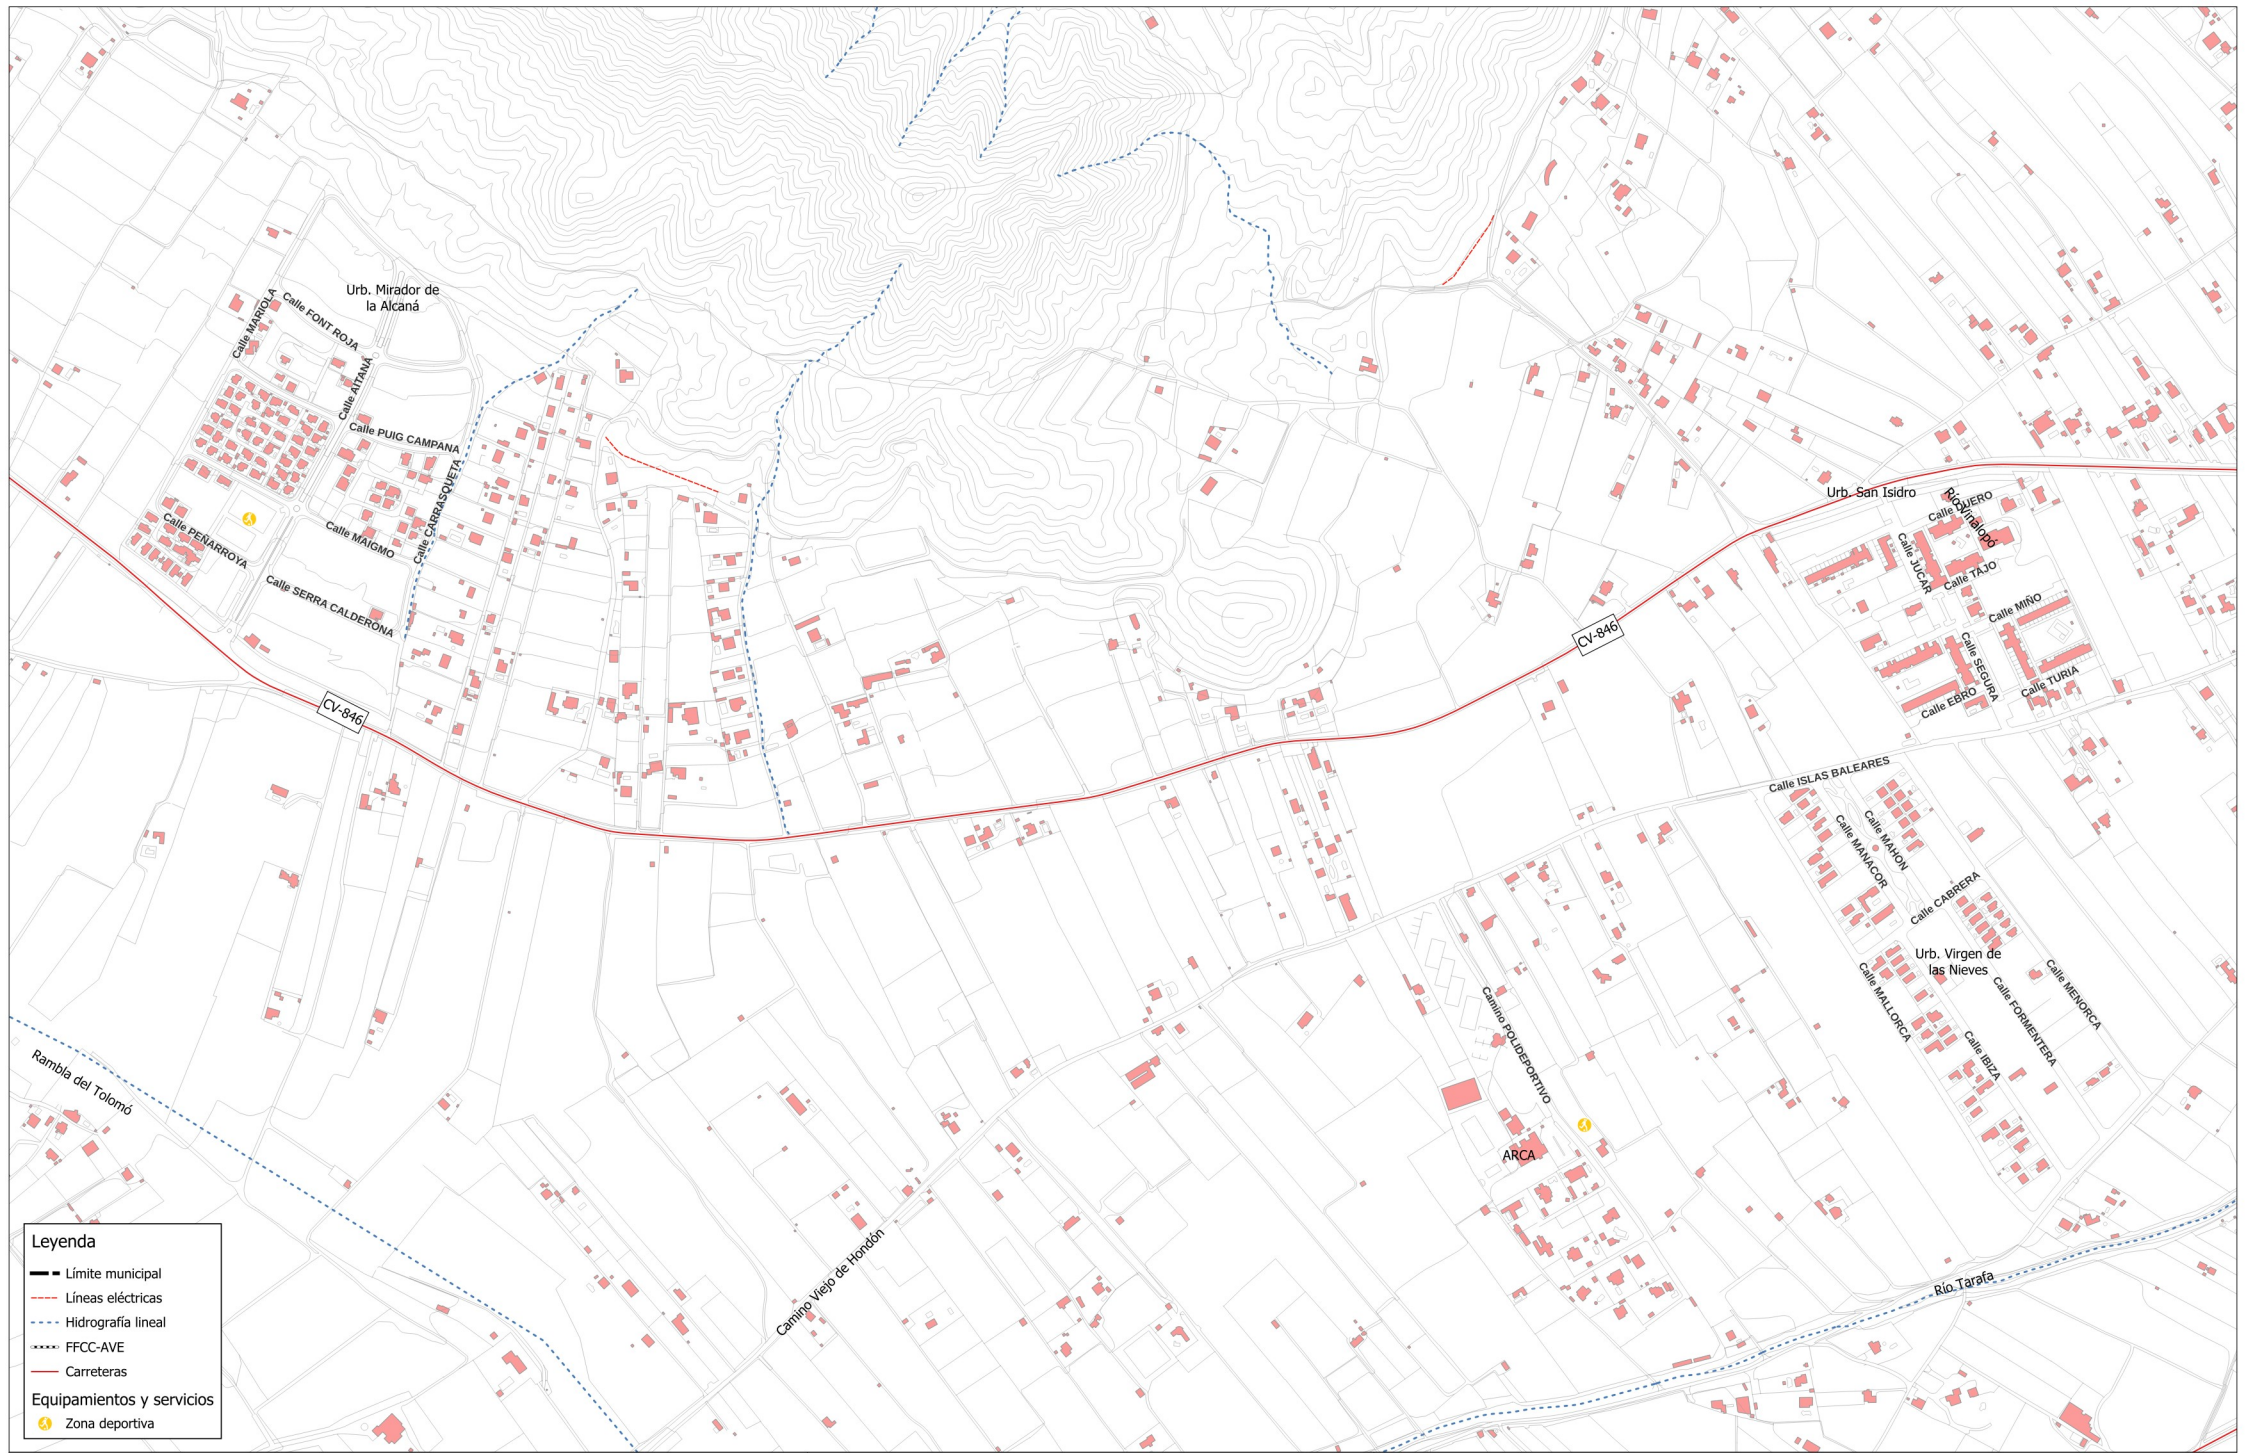 Urb. Mirador de
la Alcaná
Calle MARIOLA
Calle FONT ROJA
Calle AITANA
Calle PUIG CAMPANA
Calle CARRASQUETA
Calle PEÑARROYA
Calle MAIGMO
Calle SERRA CALDERONA
CV-846
CV-846
Urb. San Isidro
Calle DUERO
Río Vinalopó
Calle JUCAR
Calle TAJO
Calle MIÑO
Calle SEGURA
Calle TURIA
Calle EBRO
Calle ISLAS BALEARES
Calle MAHON
Calle MANACOR
Calle CABRERA
Urb. Virgen de
las Nieves
Calle MALLORCA
Calle FORMENTERA
Calle MENORCA
Calle IBIZA
Camino POLIDEPORTIVO
ARCA
Rambla del Tolomó
Camino Viejo de Hondón
Río Tarafa
Leyenda
Límite municipal
Líneas eléctricas
Hidrografía lineal
FFCC-AVE
Carreteras
Equipamientos y servicios
Zona deportiva